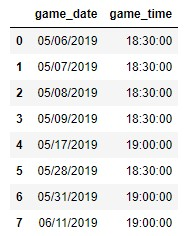 game_date game_time
0 05/06/2019 18:30:00
1 05/07/2019 18:30:00
2 05/08/2019 18:30:00
3 05/09/2019 18:30:00
4 05/17/2019 19:00:00
5 05/28/2019 18:30:00
6 05/31/2019 19:00:00
7 06/11/2019 19:00:00